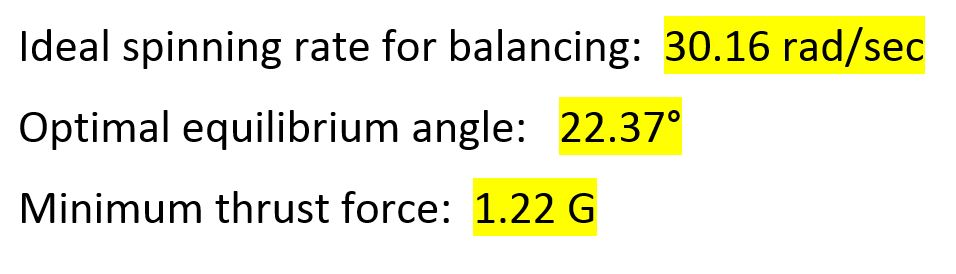 Ideal spinning rate for balancing: 30.16 rad/sec
Optimal equilibrium angle: 22.37°
Minimum thrust force: 1.22 G